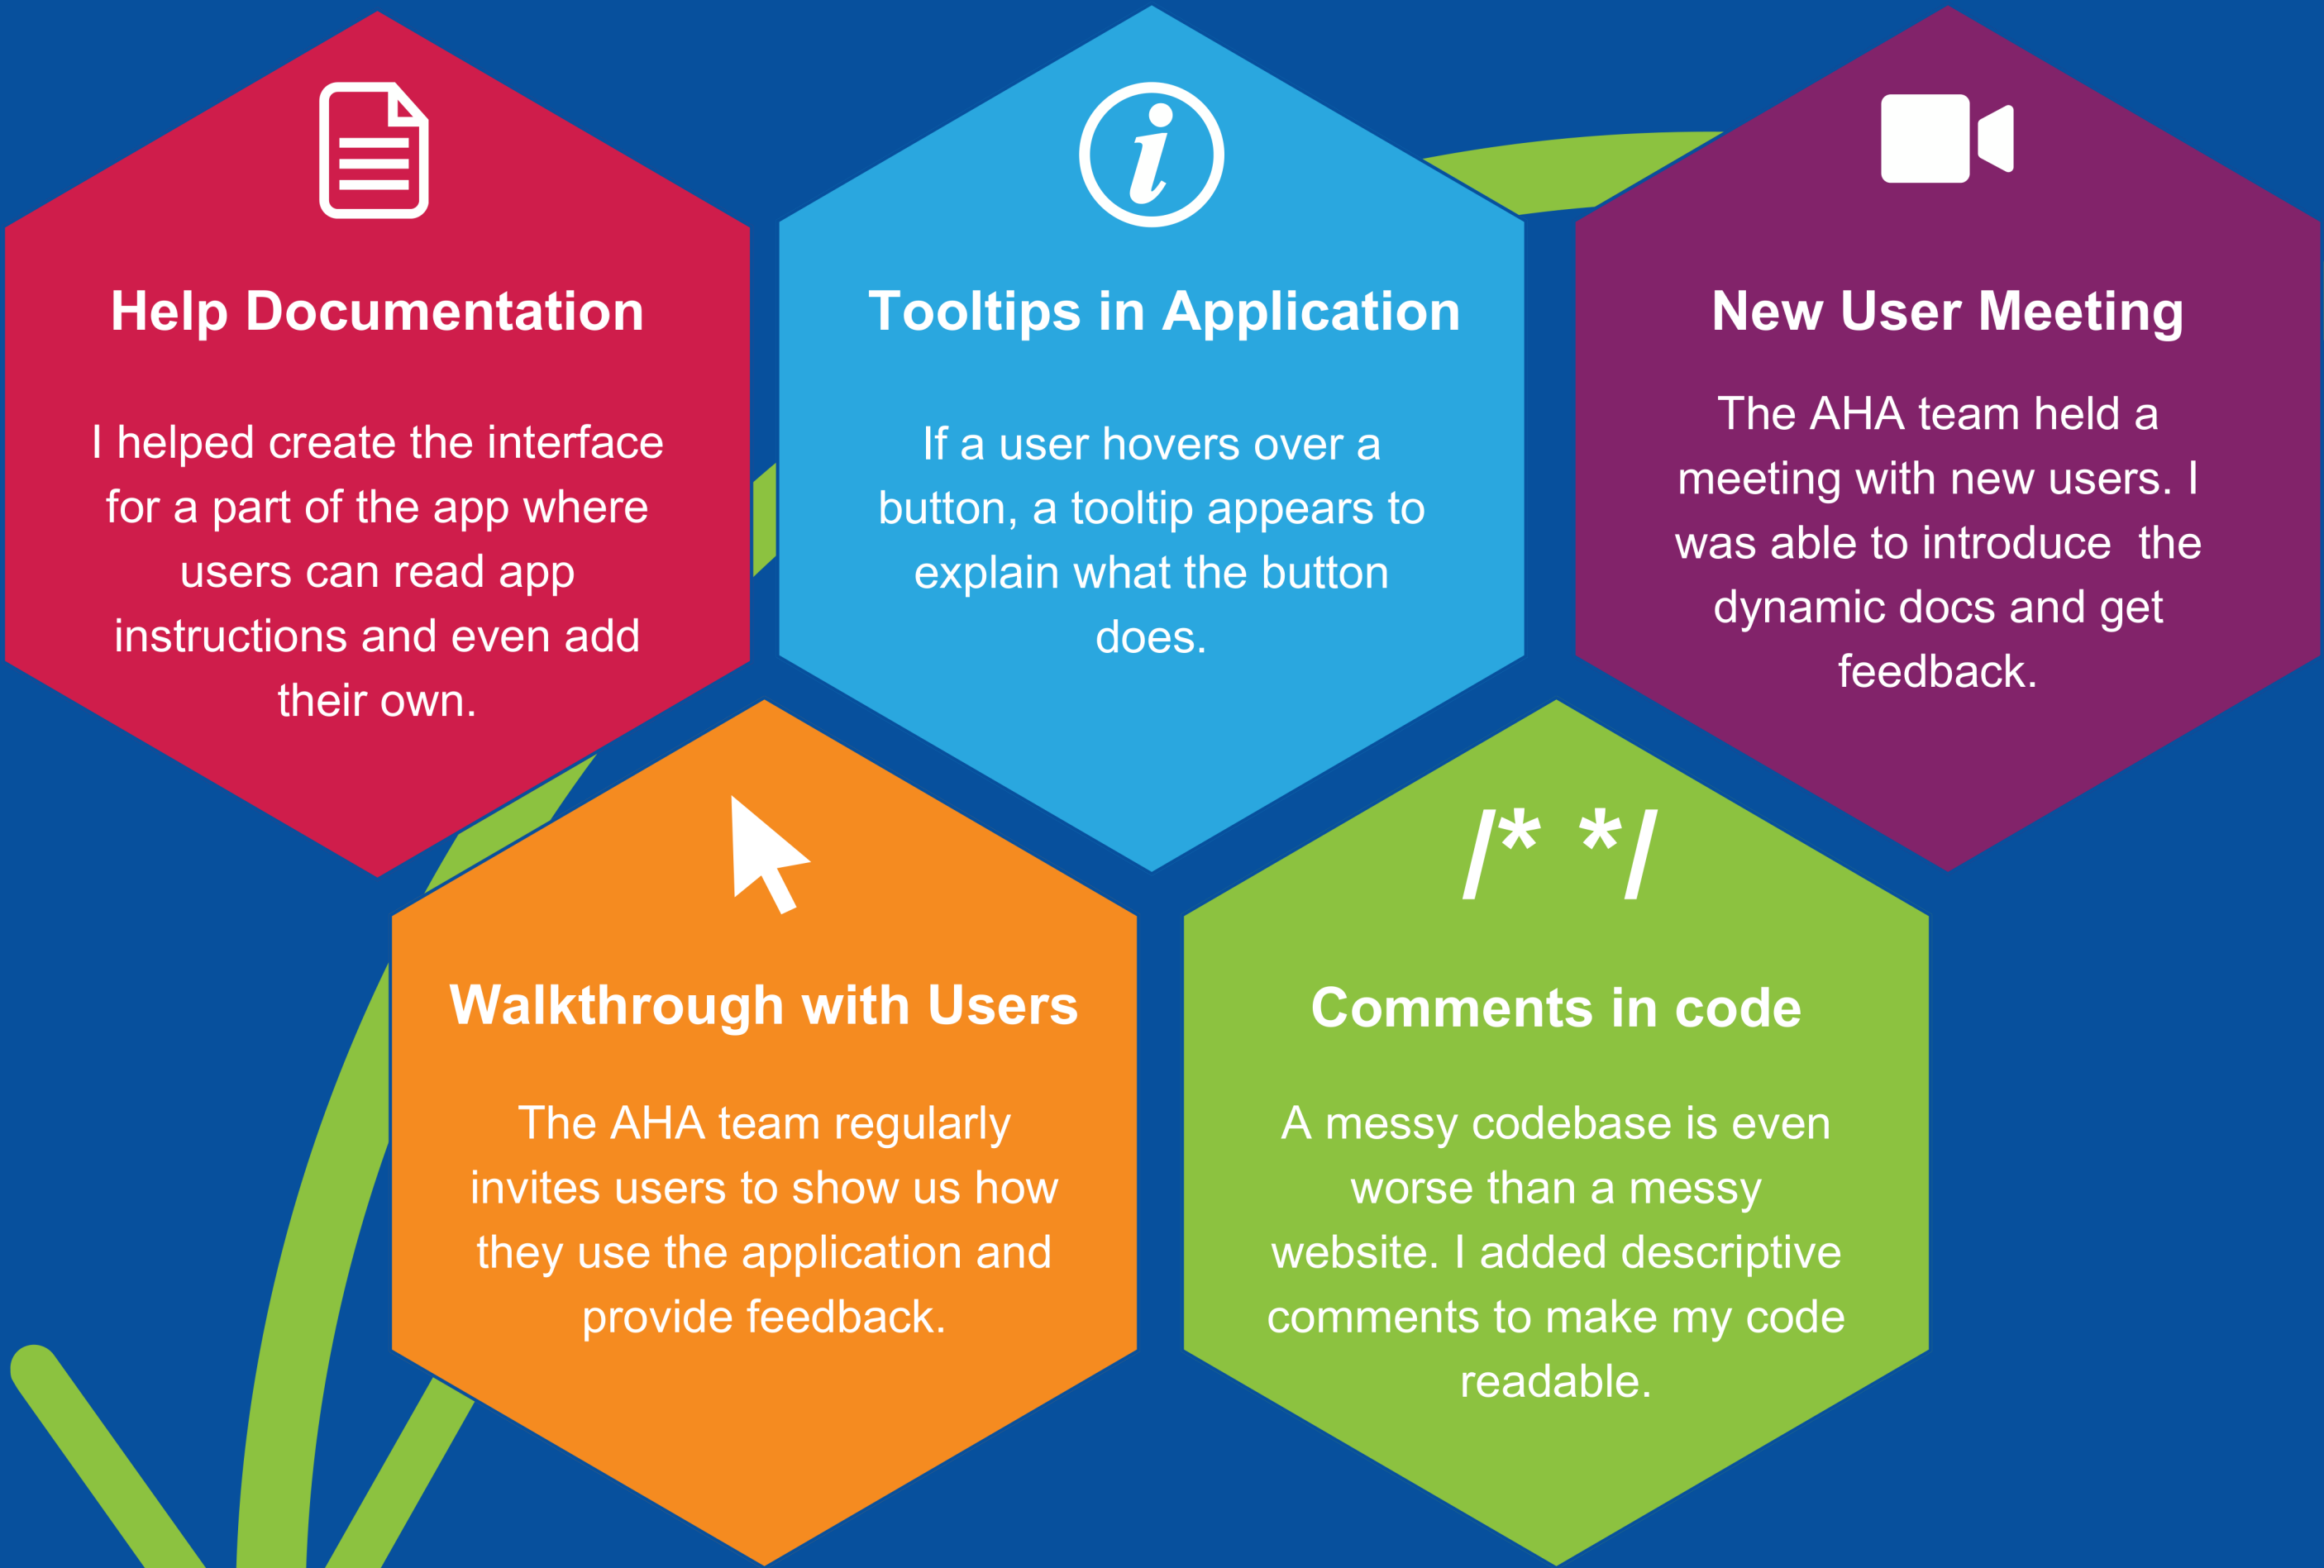 Help Documentation
I helped create the interface
for a part of the app where
users can read app
instructions and even add
their own.
Tooltips in Application
If a user hovers over a
button, a tooltip appears to
explain what the button
does.
New User Meeting
The AHA team held a
meeting with new users. I
was able to introduce  the
dynamic docs and get
feedback.
Walkthrough with Users
The AHA team regularly
invites users to show us how
they use the application and
provide feedback.
/* */
Comments in code
A messy codebase is even
worse than a messy
website. I added descriptive
comments to make my code
readable.